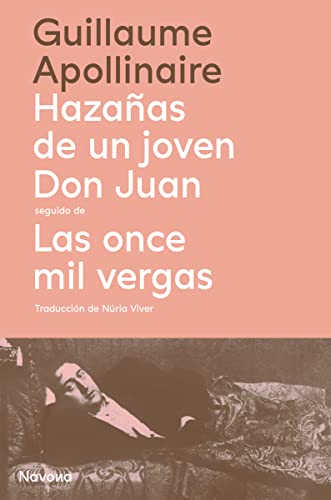 Guillaume
Apollinaire
Hazañas
de un joven
Don Juan
seguido de
Las once
mil vergas
Traducción de Núria Viver
Navona